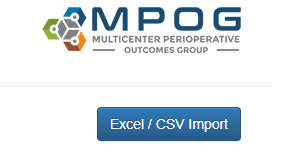 MPOG
MULTICENTER PERIOPERATIVE
OUTCOMES GROUP
Excel / CSV Import